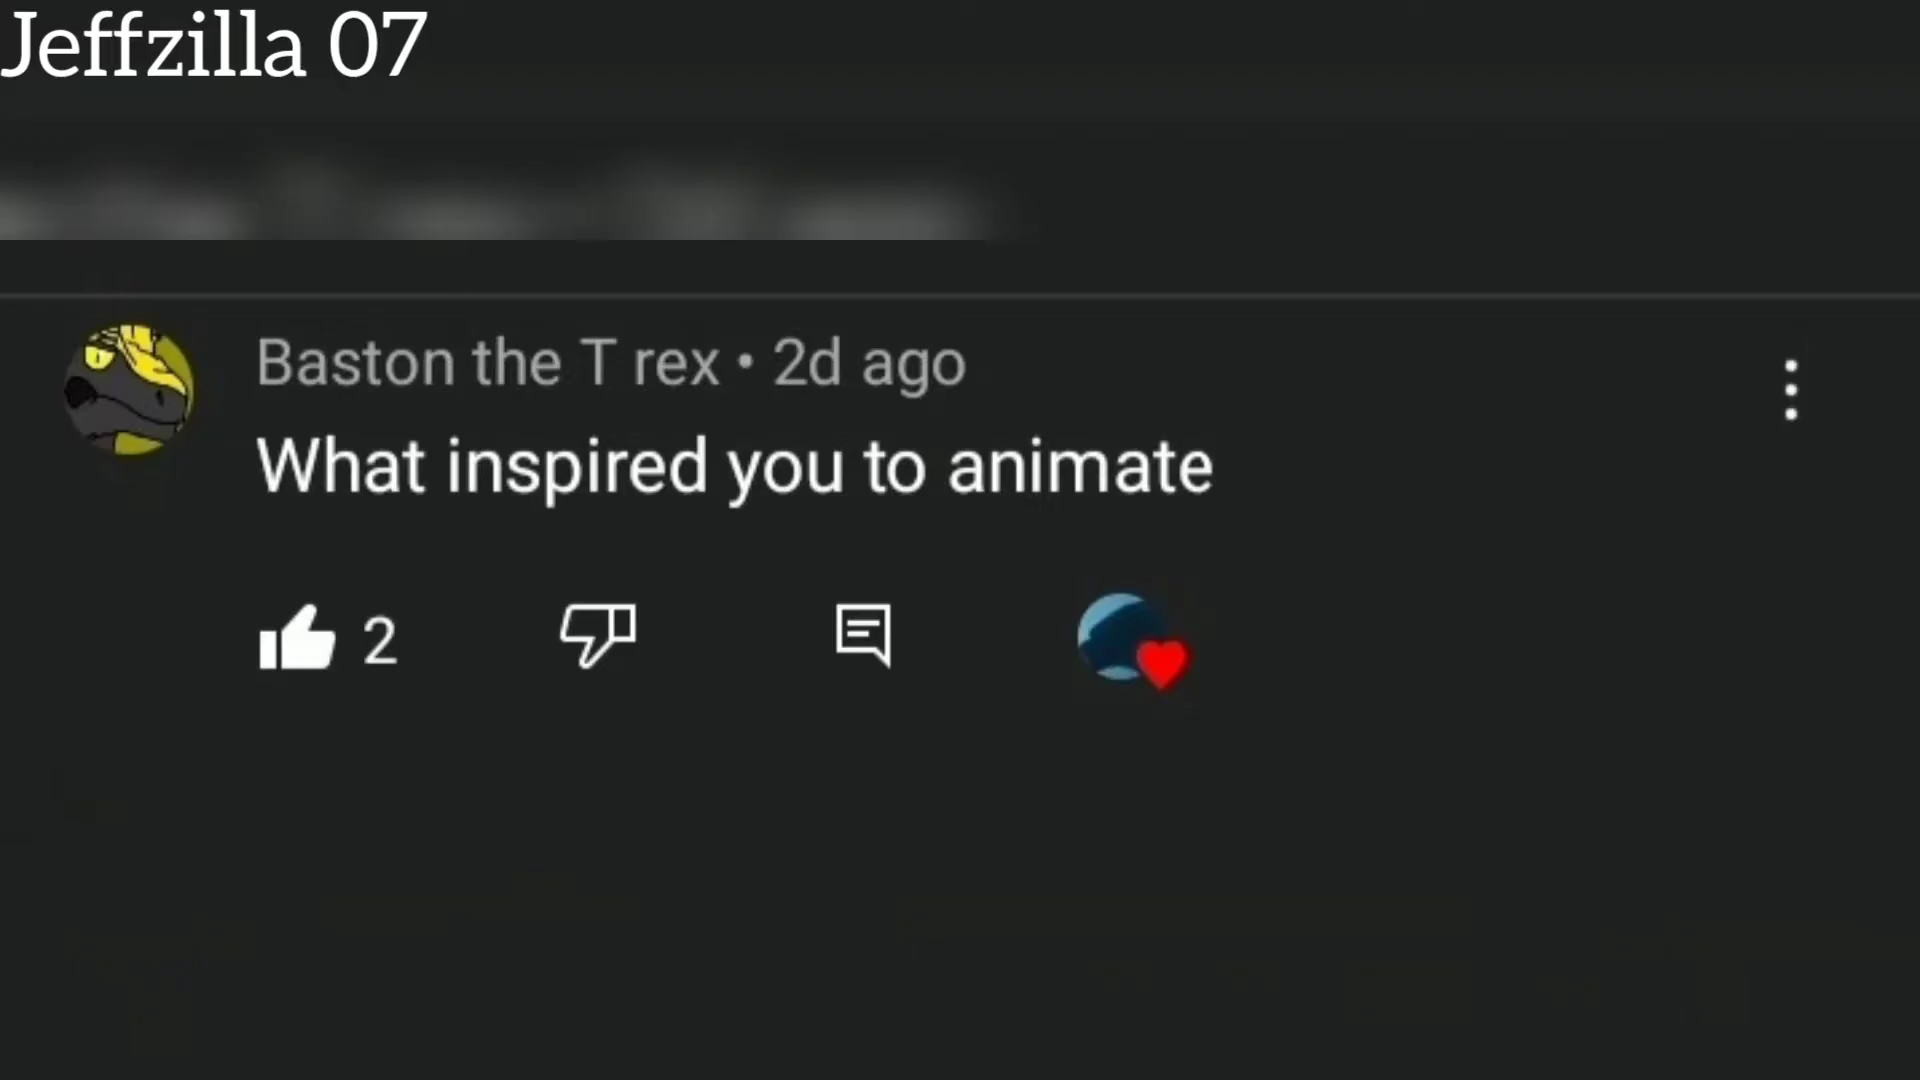 Jeffzilla 07
Baston the T rex • 2d ago
What inspired you to animate
2